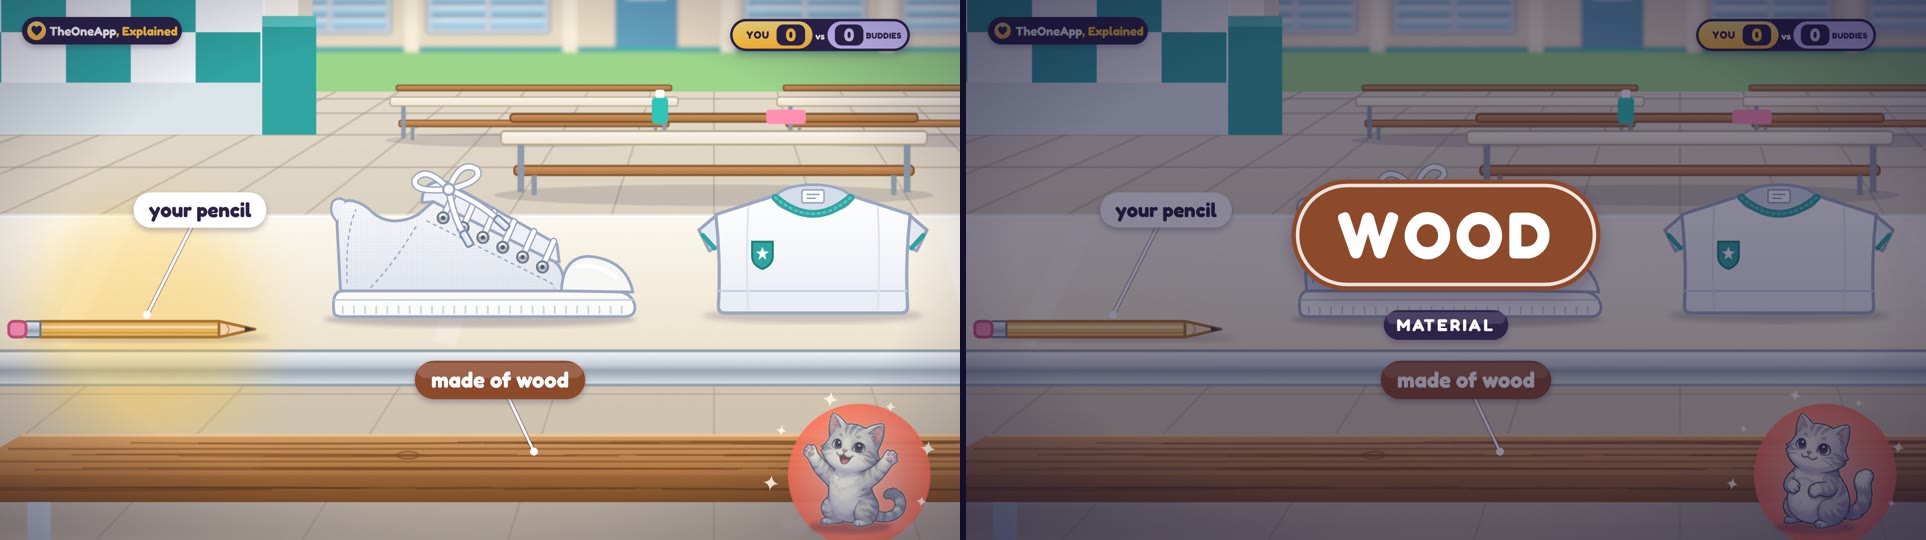 TheOneApp, Explained
YOU 0 vs 0 BUDDIES
your pencil
made of wood
TheOneApp, Explained
YOU 0 vs 0 BUDDIES
your pencil
WOOD
MATERIAL
made of wood